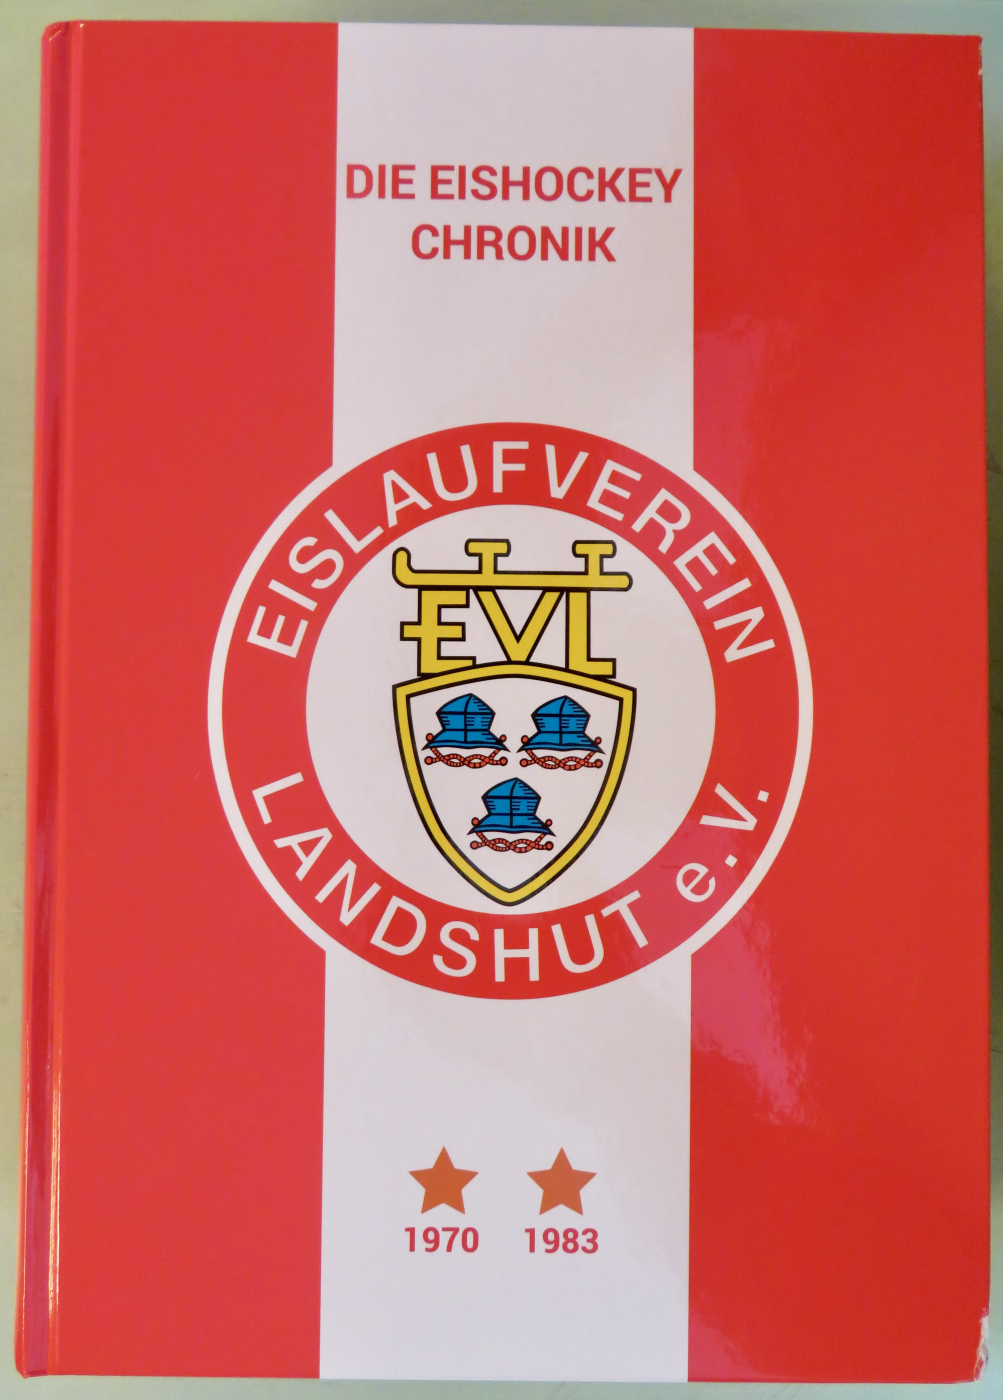 DIE EISHOCKEY
CHRONIK
EISLAUFVEREIN
EVL
LANDSHUT e.V.
1970 1983